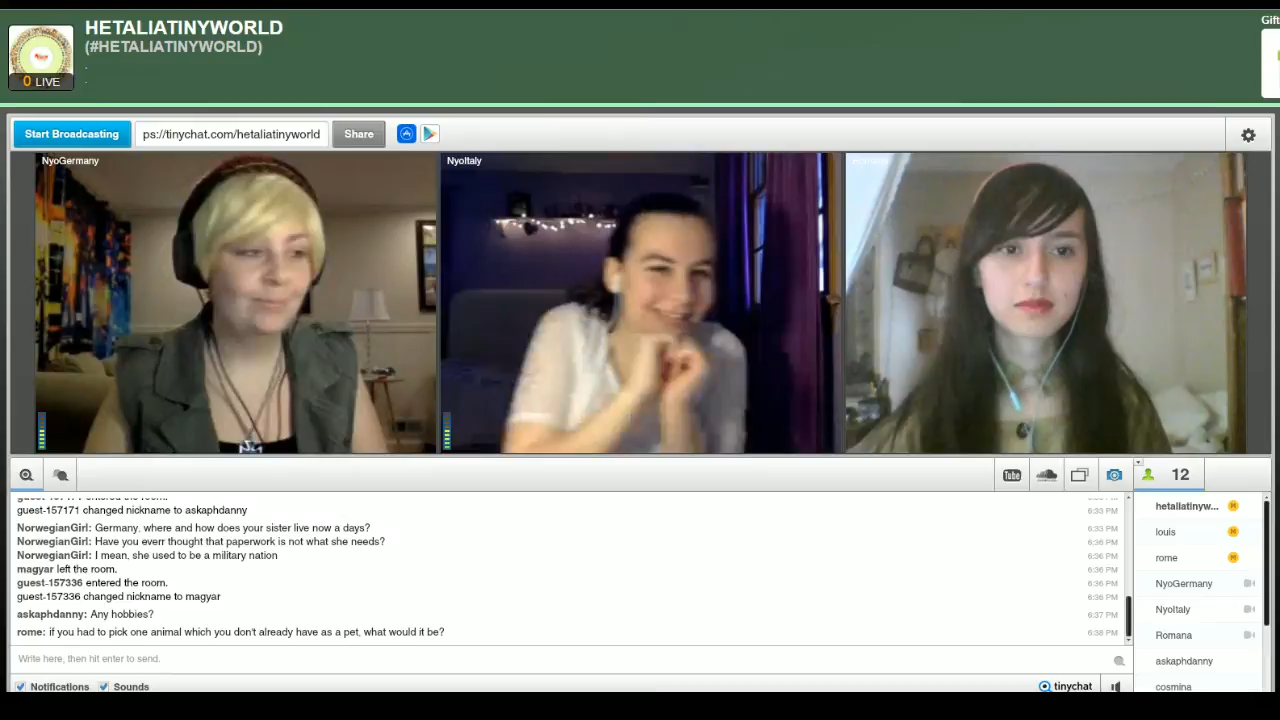 HETALIATINYWORLD
(#HETALIATINYWORLD)
Gift
0 LIVE
Start Broadcasting
ps://tinychat.com/hetaliatinyworld
Share
NyoGermany
NyoItaly
You Tube
12
guest-157171 changed nickname to askaphdanny 6:33 PM
NorwegianGirl: Germany, where and how does your sister live now a days? 6:33 PM
NorwegianGirl: Have you everr thought that paperwork is not what she needs? 6:36 PM
NorwegianGirl: I mean, she used to be a military nation 6:36 PM
magyar left the room. 6:36 PM
guest-157336 entered the room. 6:36 PM
guest-157336 changed nickname to magyar 6:36 PM
askaphdanny: Any hobbies? 6:37 PM
rome: if you had to pick one animal which you don't already have as a pet, what would it be? 6:38 PM
Write here, then hit enter to send.
Notifications Sounds
tinychat
hetaliatinyw... M
louis M
rome M
NyoGermany
NyoItaly
Romana
askaphdanny
cosmina